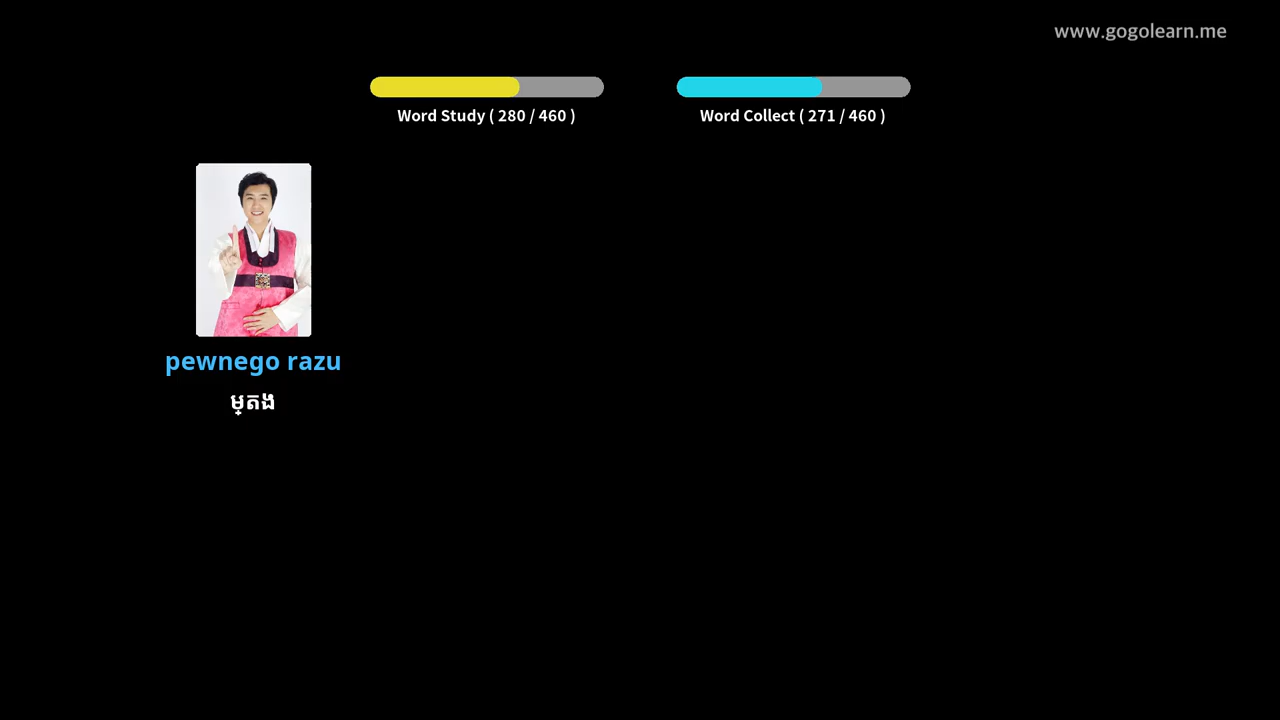 www.gogolearn.me
Word Study ( 280 / 460 )
Word Collect ( 271 / 460 )
pewnego razu
ម្តង